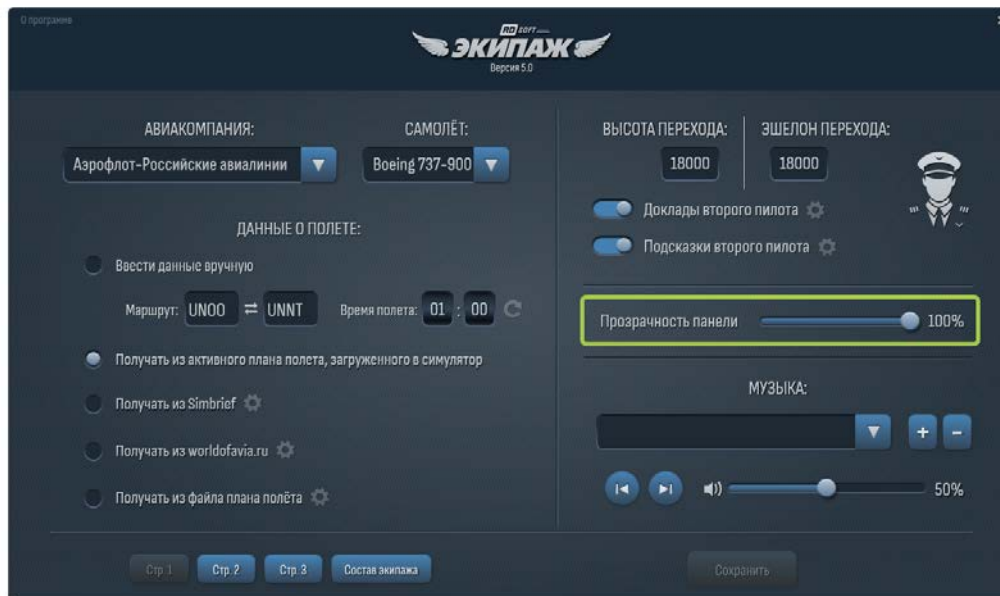 О программе
RD SOFT
ЭКИПАЖ
Версия 5.0
АВИАКОМПАНИЯ:
САМОЛЁТ:
Аэрофлот-Российские авиалинии
Boeing 737-900
ДАННЫЕ О ПОЛЕТЕ:
Ввести данные вручную
Маршрут: UNOO ⇄ UNNT Время полета: 01 : 00
Получать из активного плана полета, загруженного в симулятор
Получать из Simbrief
Получать из worldofavia.ru
Получать из файла плана полёта
Стр. 1 Стр. 2 Стр. 3 Состав экипажа
ВЫСОТА ПЕРЕХОДА: ЭШЕЛОН ПЕРЕХОДА:
18000 18000
Доклады второго пилота
Подсказки второго пилота
Прозрачность панели 100%
МУЗЫКА:
+ -
50%
Сохранить